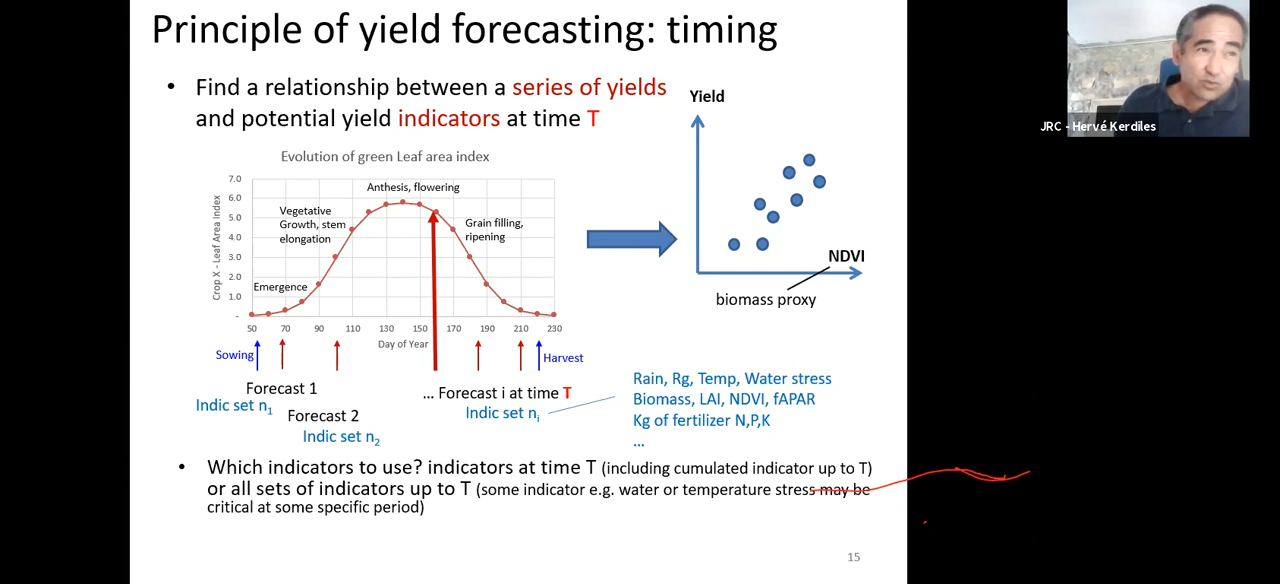 Principle of yield forecasting: timing
• Find a relationship between a series of yields
and potential yield indicators at time T
JRC - Hervé Kerdiles
Yield
Evolution of green Leaf area index
Crop X - Leaf Area Index
7.0
6.0
5.0
4.0
3.0
2.0
1.0
-
Anthesis, flowering
Vegetative
Growth, stem
elongation
Grain filling,
ripening
Emergence
50 70 90 110 130 150 170 190 210 230
Day of Year
NDVI
biomass proxy
Sowing
Harvest
Forecast 1
Indic set n1
Forecast 2
Indic set n2
... Forecast i at time T
Indic set ni
Rain, Rg, Temp, Water stress
Biomass, LAI, NDVI, fAPAR
Kg of fertilizer N,P,K
...
• Which indicators to use? indicators at time T (including cumulated indicator up to T)
or all sets of indicators up to T (some indicator e.g. water or temperature stress may be
critical at some specific period)
15